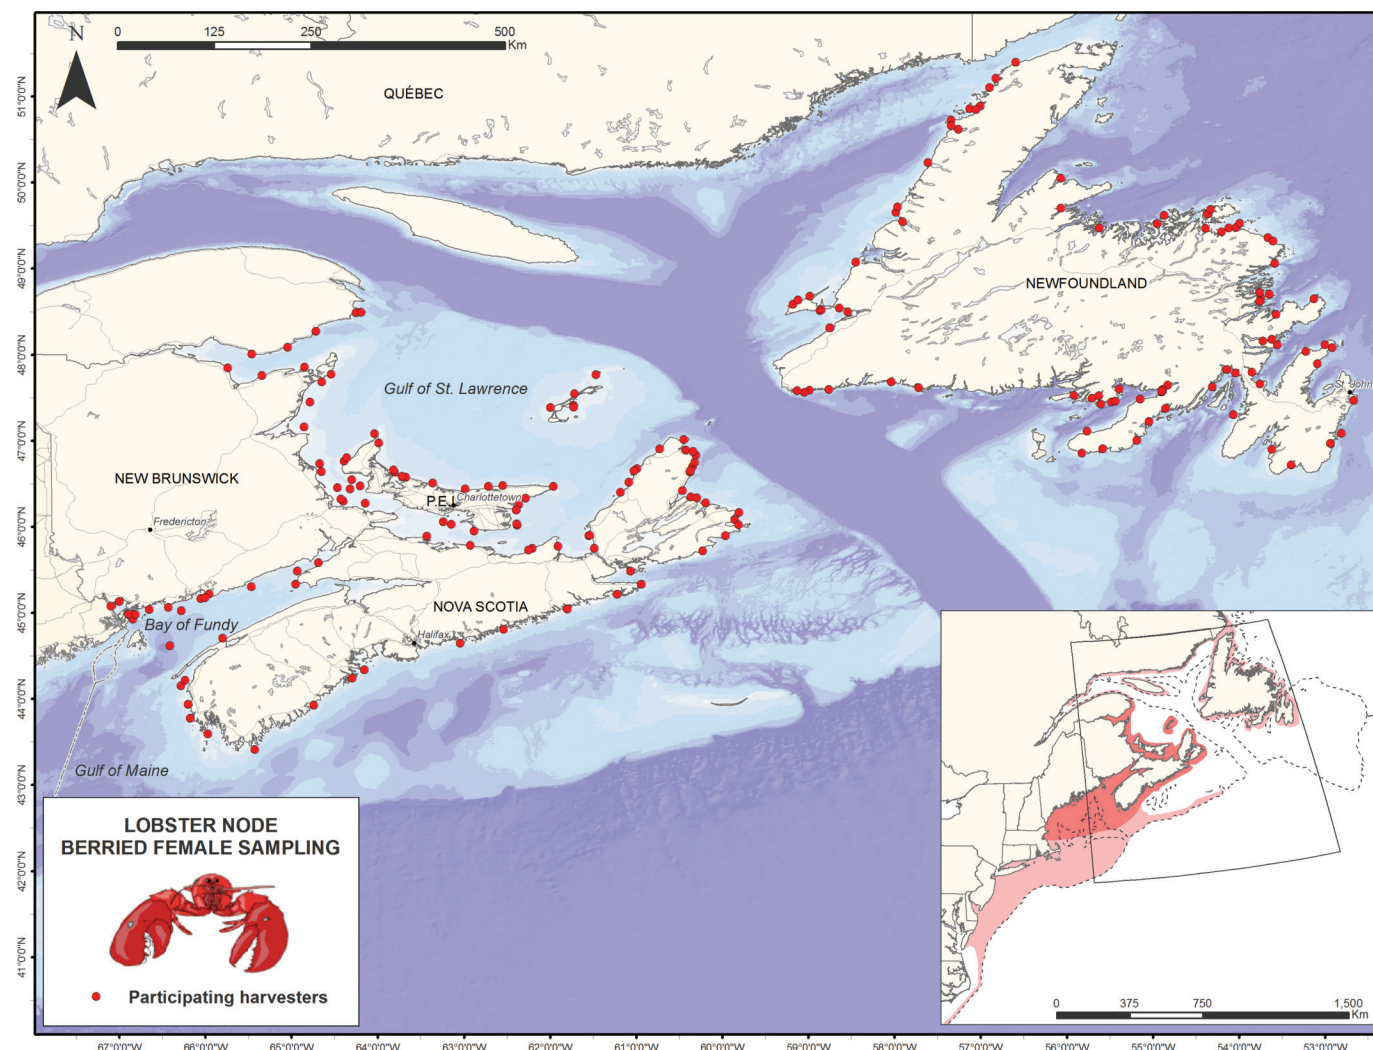 N
0 125 250 500
Km
QUÉBEC
NEWFOUNDLAND
St. John
Gulf of St. Lawrence
NEW BRUNSWICK
Fredericton
P.E.I.
Charlottetown
NOVA SCOTIA
Halifax
Bay of Fundy
Gulf of Maine
LOBSTER NODE
BERRIED FEMALE SAMPLING
Participating harvesters
0 375 750 1,500
Km
51°0'0"N
50°0'0"N
49°0'0"N
48°0'0"N
47°0'0"N
46°0'0"N
45°0'0"N
44°0'0"N
43°0'0"N
42°0'0"N
41°0'0"N
67°0'0"W 66°0'0"W 65°0'0"W 64°0'0"W 63°0'0"W 62°0'0"W 61°0'0"W 60°0'0"W 59°0'0"W 58°0'0"W 57°0'0"W 56°0'0"W 55°0'0"W 54°0'0"W 53°0'0"W